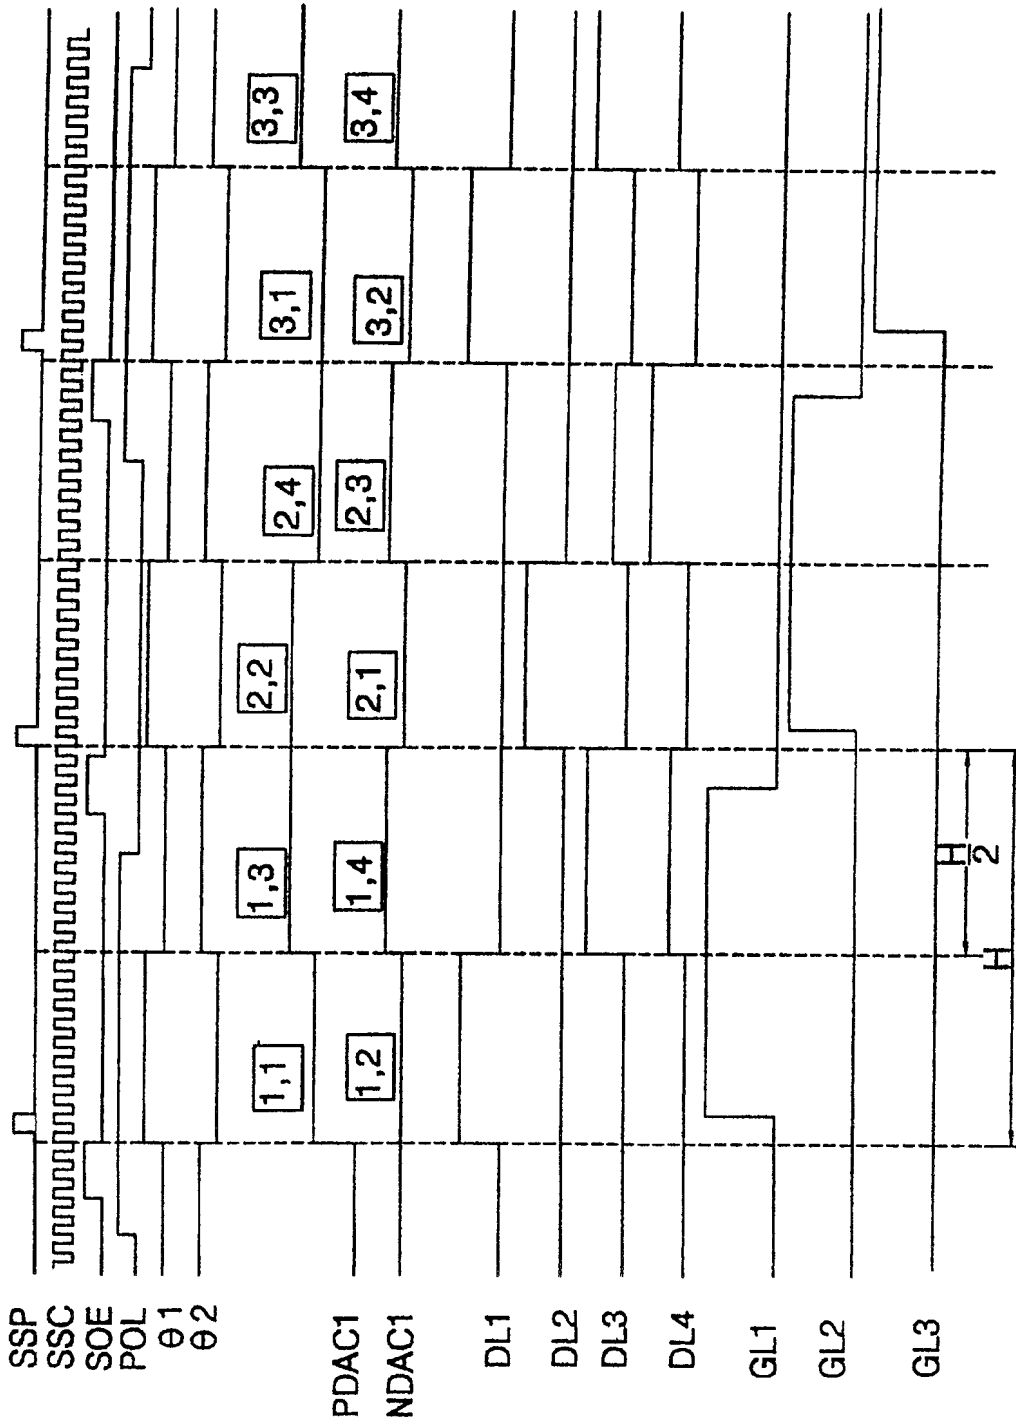 SSP
SSC
SOE
POL
θ1
θ2
PDAC1
1,1
1,3
2,2
2,4
3,1
3,3
NDAC1
1,2
1,4
2,1
2,3
3,2
3,4
DL1
DL2
DL3
DL4
GL1
GL2
GL3
H
2
H